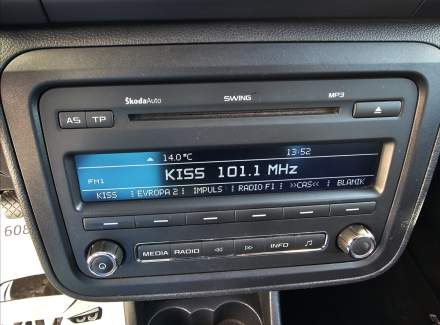 ŠkodaAuto SWING MP3
AS TP
14.0°C 13:52
KISS 101.1 MHz
FM1
KISS EVROPA 2 IMPULS RADIO F1 >>CAS<< BLANIK
MEDIA RADIO INFO
608